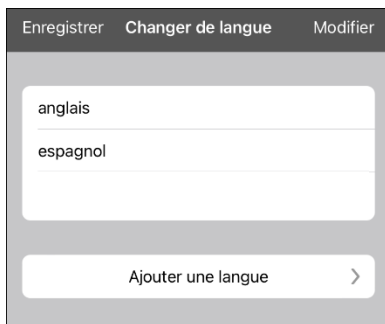 Enregistrer Changer de langue Modifier
anglais
espagnol
Ajouter une langue